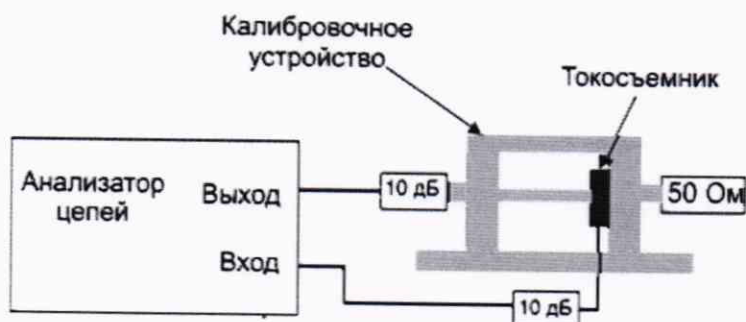 Калибровочное
устройство
Токосъемник
Анализатор
цепей
Выход
10 дБ
50 Ом
Вход
10 дБ